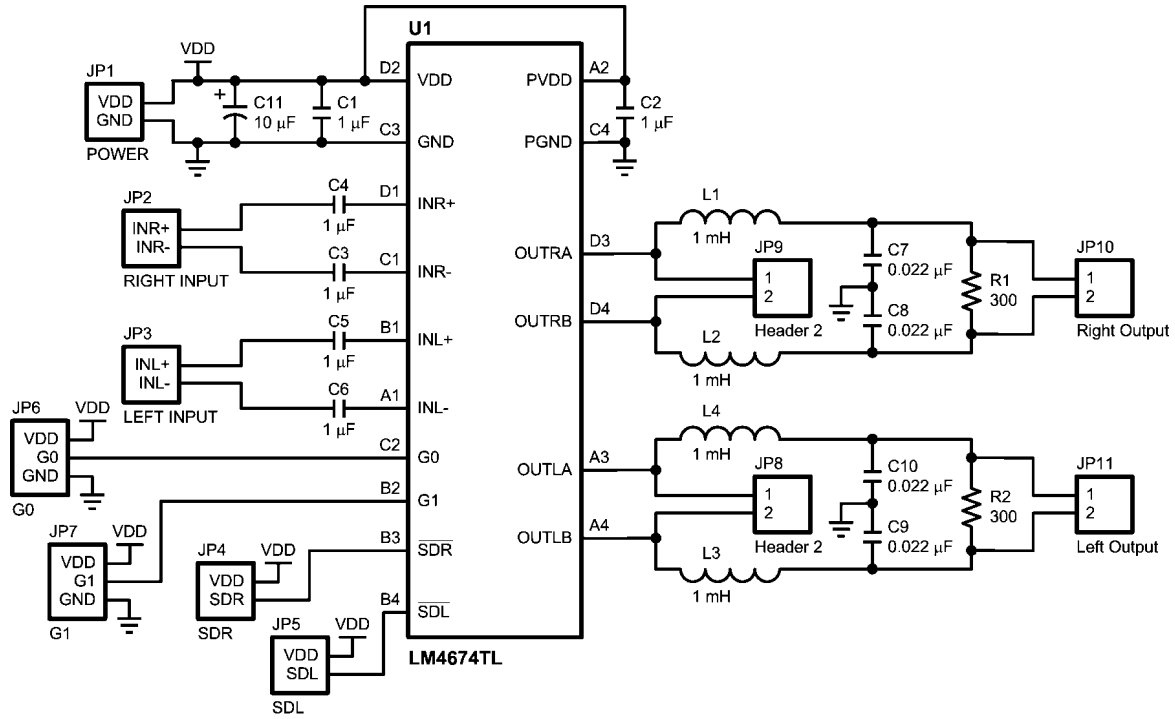 U1
VDD
JP1
VDD
GND
POWER
+
C11
10 µF
C1
1 µF
D2
VDD
C3
GND
PVDD
A2
C2
1 µF
C4
PGND
JP2
INR+
INR-
RIGHT INPUT
C4
1 µF
D1
INR+
C3
1 µF
C1
INR-
JP3
INL+
INL-
LEFT INPUT
C5
1 µF
B1
INL+
C6
1 µF
A1
INL-
JP6
VDD
VDD
G0
GND
G0
C2
G0
JP7
VDD
VDD
G1
GND
G1
B2
G1
JP4
VDD
VDD
SDR
SDR
B3
SDR
JP5
VDD
VDD
SDL
SDL
B4
SDL
LM4674TL
OUTRA
D3
OUTRB
D4
L1
1 mH
JP9
1
2
Header 2
L2
1 mH
C7
0.022 µF
C8
0.022 µF
R1
300
JP10
1
2
Right Output
OUTLA
A3
OUTLB
A4
L4
1 mH
JP8
1
2
Header 2
L3
1 mH
C10
0.022 µF
C9
0.022 µF
R2
300
JP11
1
2
Left Output